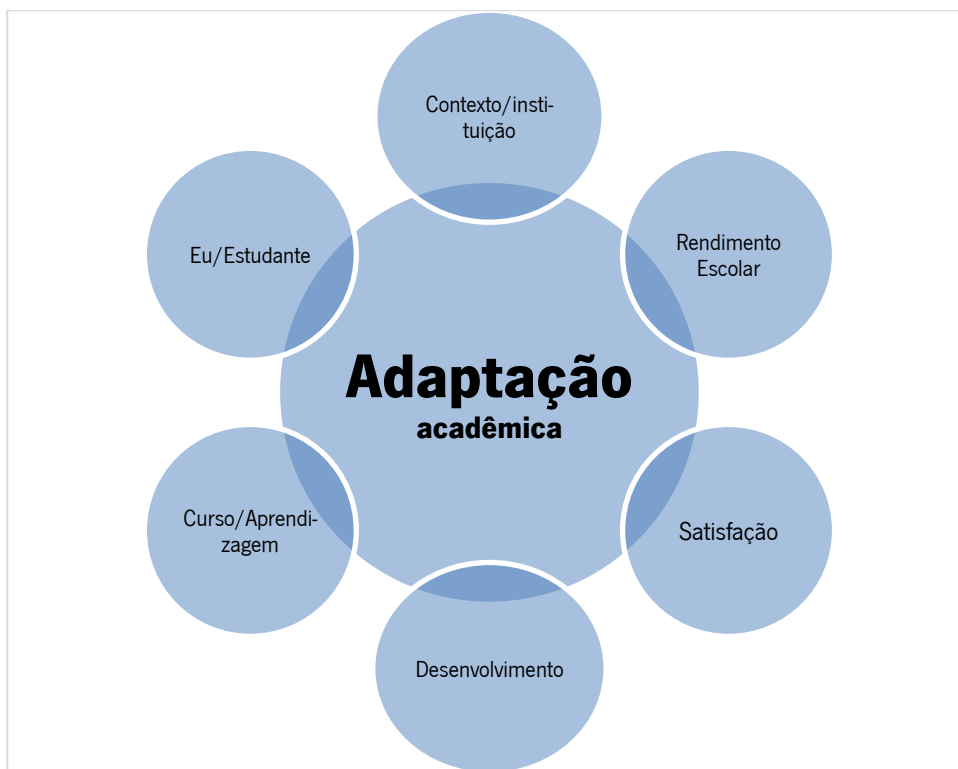 Contexto/insti-
tuição
Eu/Estudante
Rendimento
Escolar
Adaptação
acadêmica
Curso/Aprendi-
zagem
Satisfação
Desenvolvimento